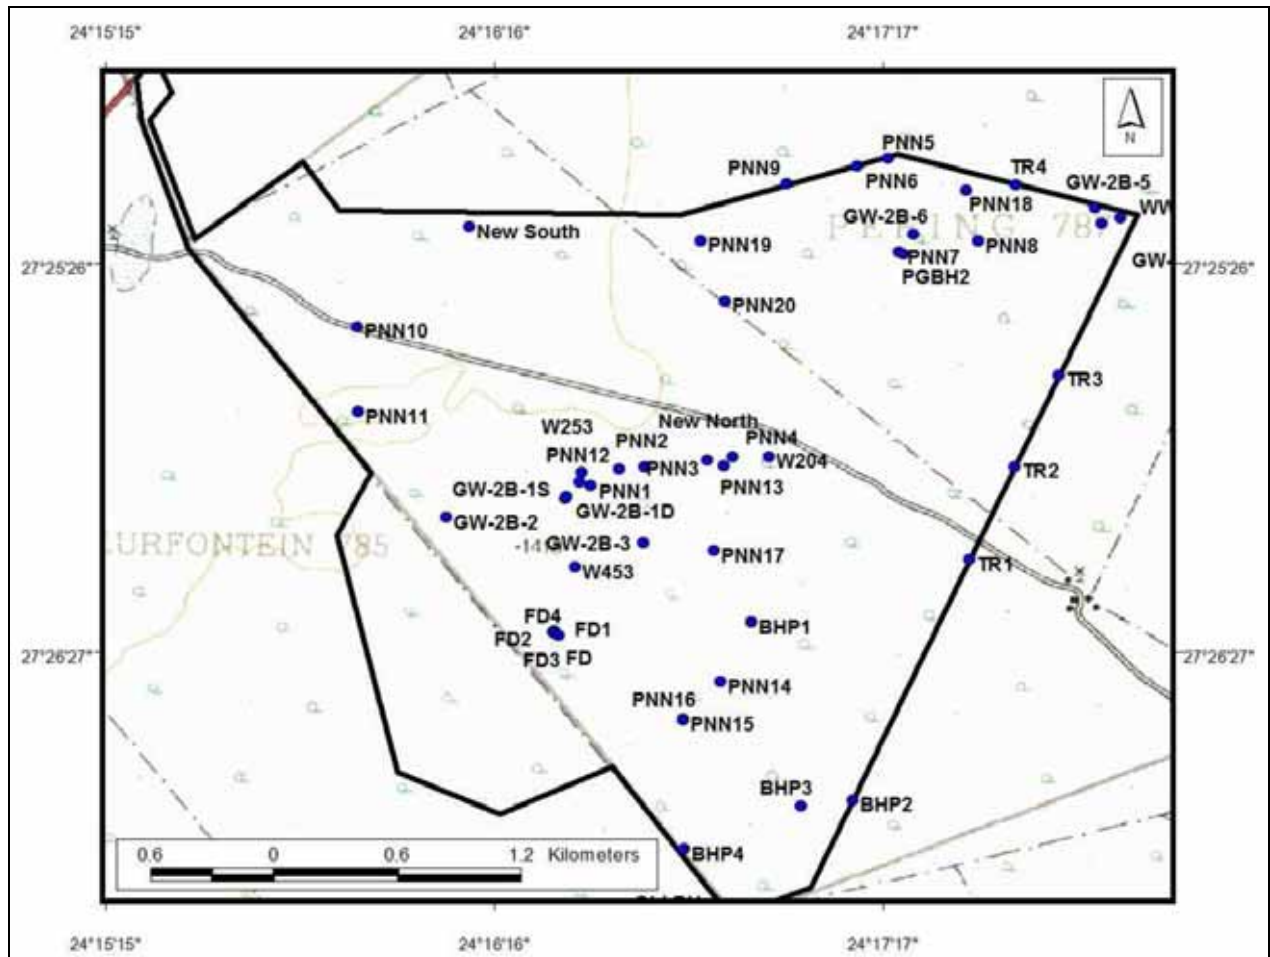 24°15'15" 24°16'16" 24°17'17"
N
PNN5
PNN9
PNN6
TR4
GW-2B-5
PNN18
WW
GW-2B-6
New South
PNN19
PNN8
PNN7
27°25'26"
GW-
27°25'26"
PGBH2
PNN20
PNN10
TR3
PNN11
New North
W253
PNN2
PNN4
PNN12
PNN3
W204
TR2
PNN13
GW-2B-1S
PNN1
GW-2B-1D
GW-2B-2
785
GW-2B-3
PNN17
TR1
W453
FD4
FD1
BHP1
FD2
FD3 FD
27°26'27"
27°26'27"
PNN14
PNN16
PNN15
BHP3
BHP2
BHP4
0.6 0 0.6 1.2 Kilometers
24°15'15" 24°16'16" 24°17'17"